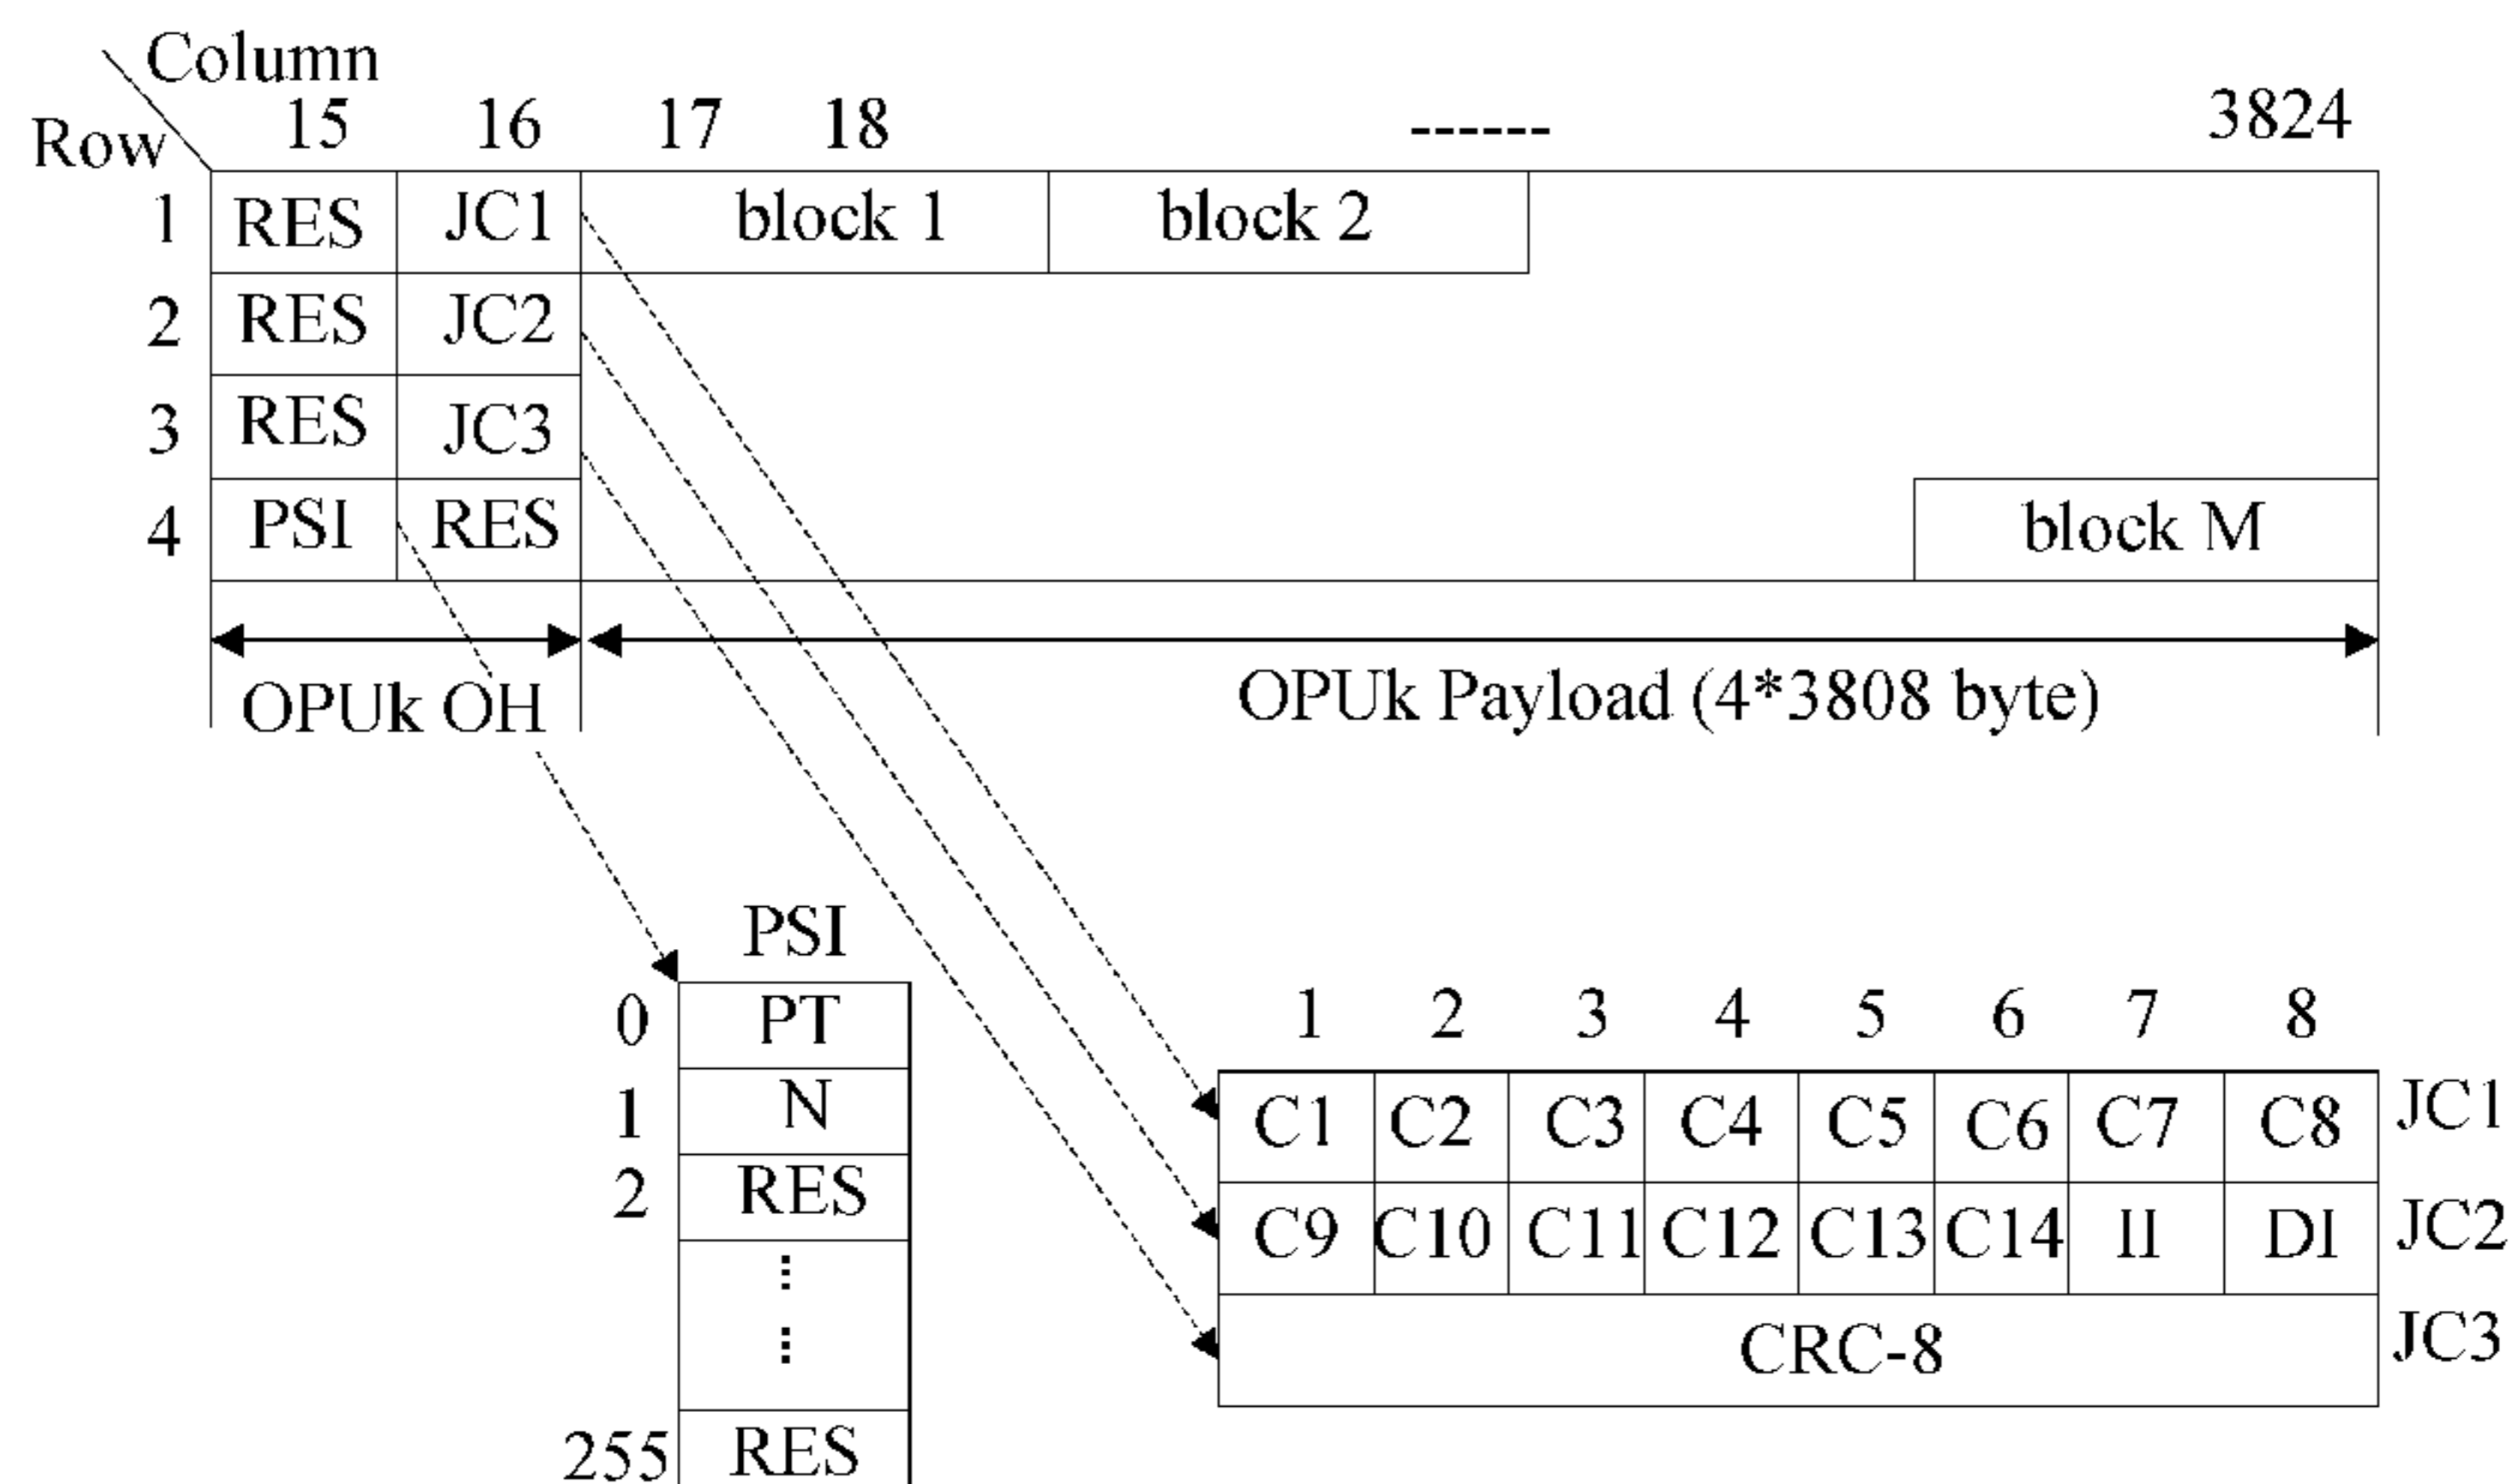 Column
Row 15 16 17 18 ------ 3824
1 RES JC1 block 1 block 2
2 RES JC2
3 RES JC3
4 PSI RES block M
OPUk OH OPUk Payload (4*3808 byte)
PSI
0 PT
1 N
2 RES
⋮
⋮
255 RES
1 2 3 4 5 6 7 8
C1 C2 C3 C4 C5 C6 C7 C8 JC1
C9 C10 C11 C12 C13 C14 II DI JC2
CRC-8 JC3